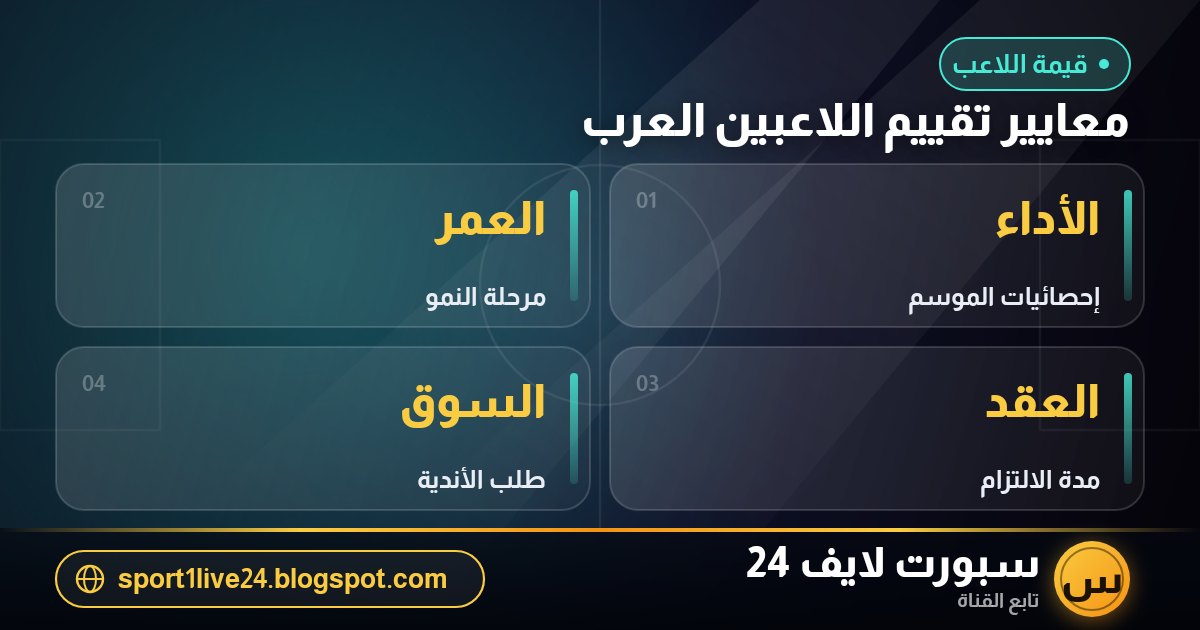 • قيمة اللاعب
معايير تقييم اللاعبين العرب
01
الأداء
إحصائيات الموسم
02
العمر
مرحلة النمو
03
العقد
مدة الالتزام
04
السوق
طلب الأندية
س
سبورت لايف 24
تابع القناة
sport1live24.blogspot.com